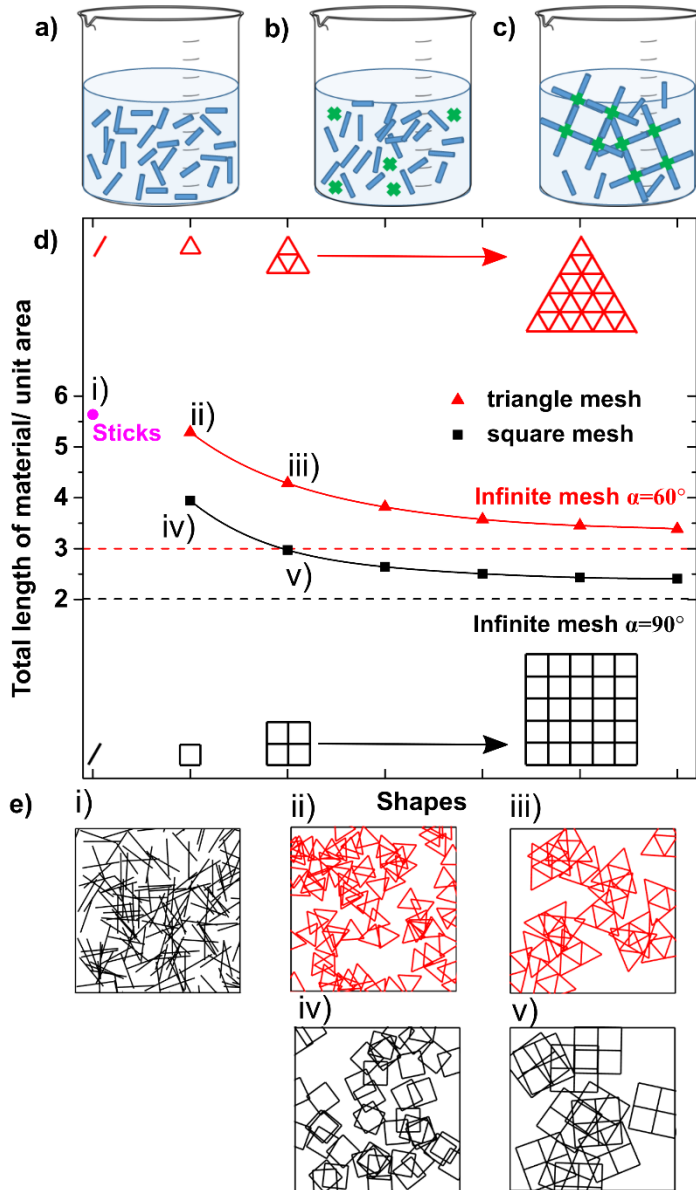 a)
b)
c)
d)
6
5
4
3
2
Total length of material/ unit area
i)
Sticks
ii)
iii)
iv)
v)
triangle mesh
square mesh
Infinite mesh α=60°
Infinite mesh α=90°
Shapes
e)
i)
ii)
iii)
iv)
v)